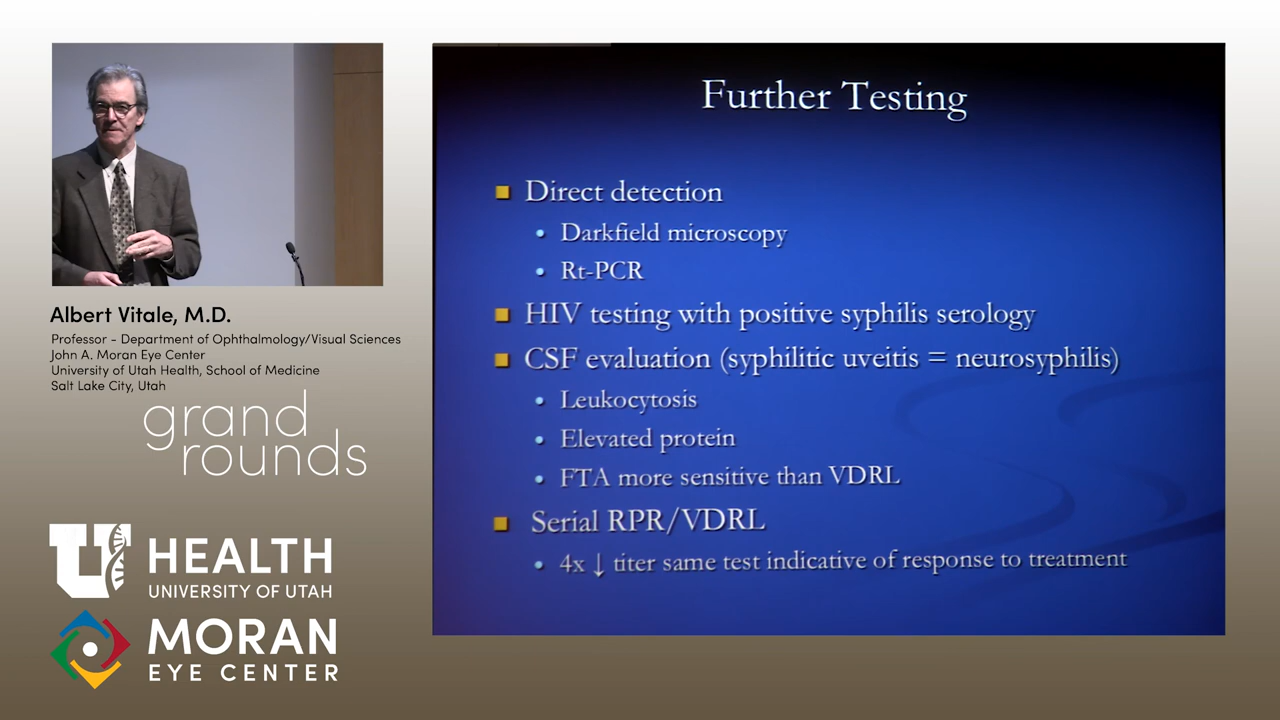 Further Testing
Direct detection
Darkfield microscopy
Rt-PCR
HIV testing with positive syphilis serology
CSF evaluation (syphilitic uveitis = neurosyphilis)
Leukocytosis
Elevated protein
FTA more sensitive than VDRL
Serial RPR/VDRL
4x ↓ titer same test indicative of response to treatment
Albert Vitale, M.D.
Professor - Department of Ophthalmology/Visual Sciences
John A. Moran Eye Center
University of Utah Health, School of Medicine
Salt Lake City, Utah
grand
rounds
U HEALTH
UNIVERSITY OF UTAH
MORAN
EYE CENTER